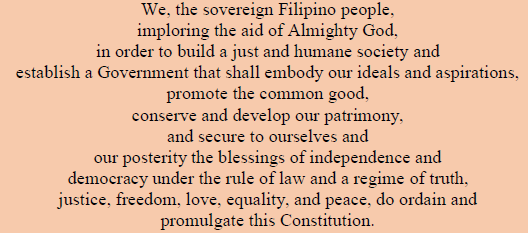 We, the sovereign Filipino people,
imploring the aid of Almighty God,
in order to build a just and humane society and
establish a Government that shall embody our ideals and aspirations,
promote the common good,
conserve and develop our patrimony,
and secure to ourselves and
our posterity the blessings of independence and
democracy under the rule of law and a regime of truth,
justice, freedom, love, equality, and peace, do ordain and
promulgate this Constitution.